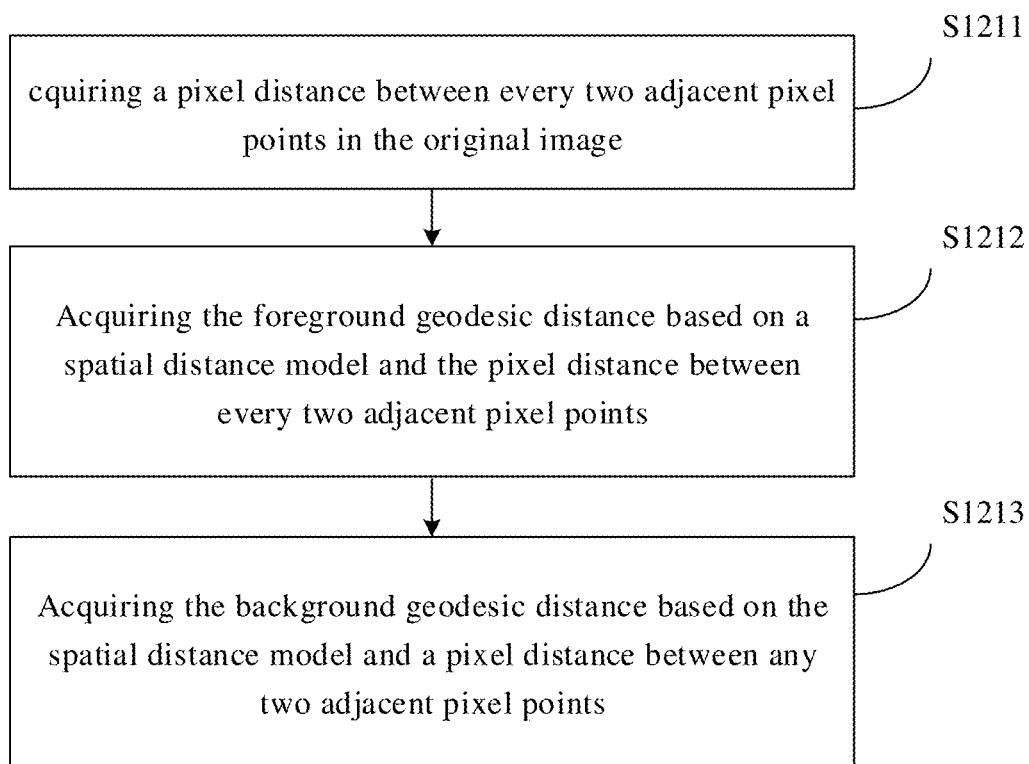 S1211
cquiring a pixel distance between every two adjacent pixel
points in the original image
S1212
Acquiring the foreground geodesic distance based on a
spatial distance model and the pixel distance between
every two adjacent pixel points
S1213
Acquiring the background geodesic distance based on the
spatial distance model and a pixel distance between any
two adjacent pixel points